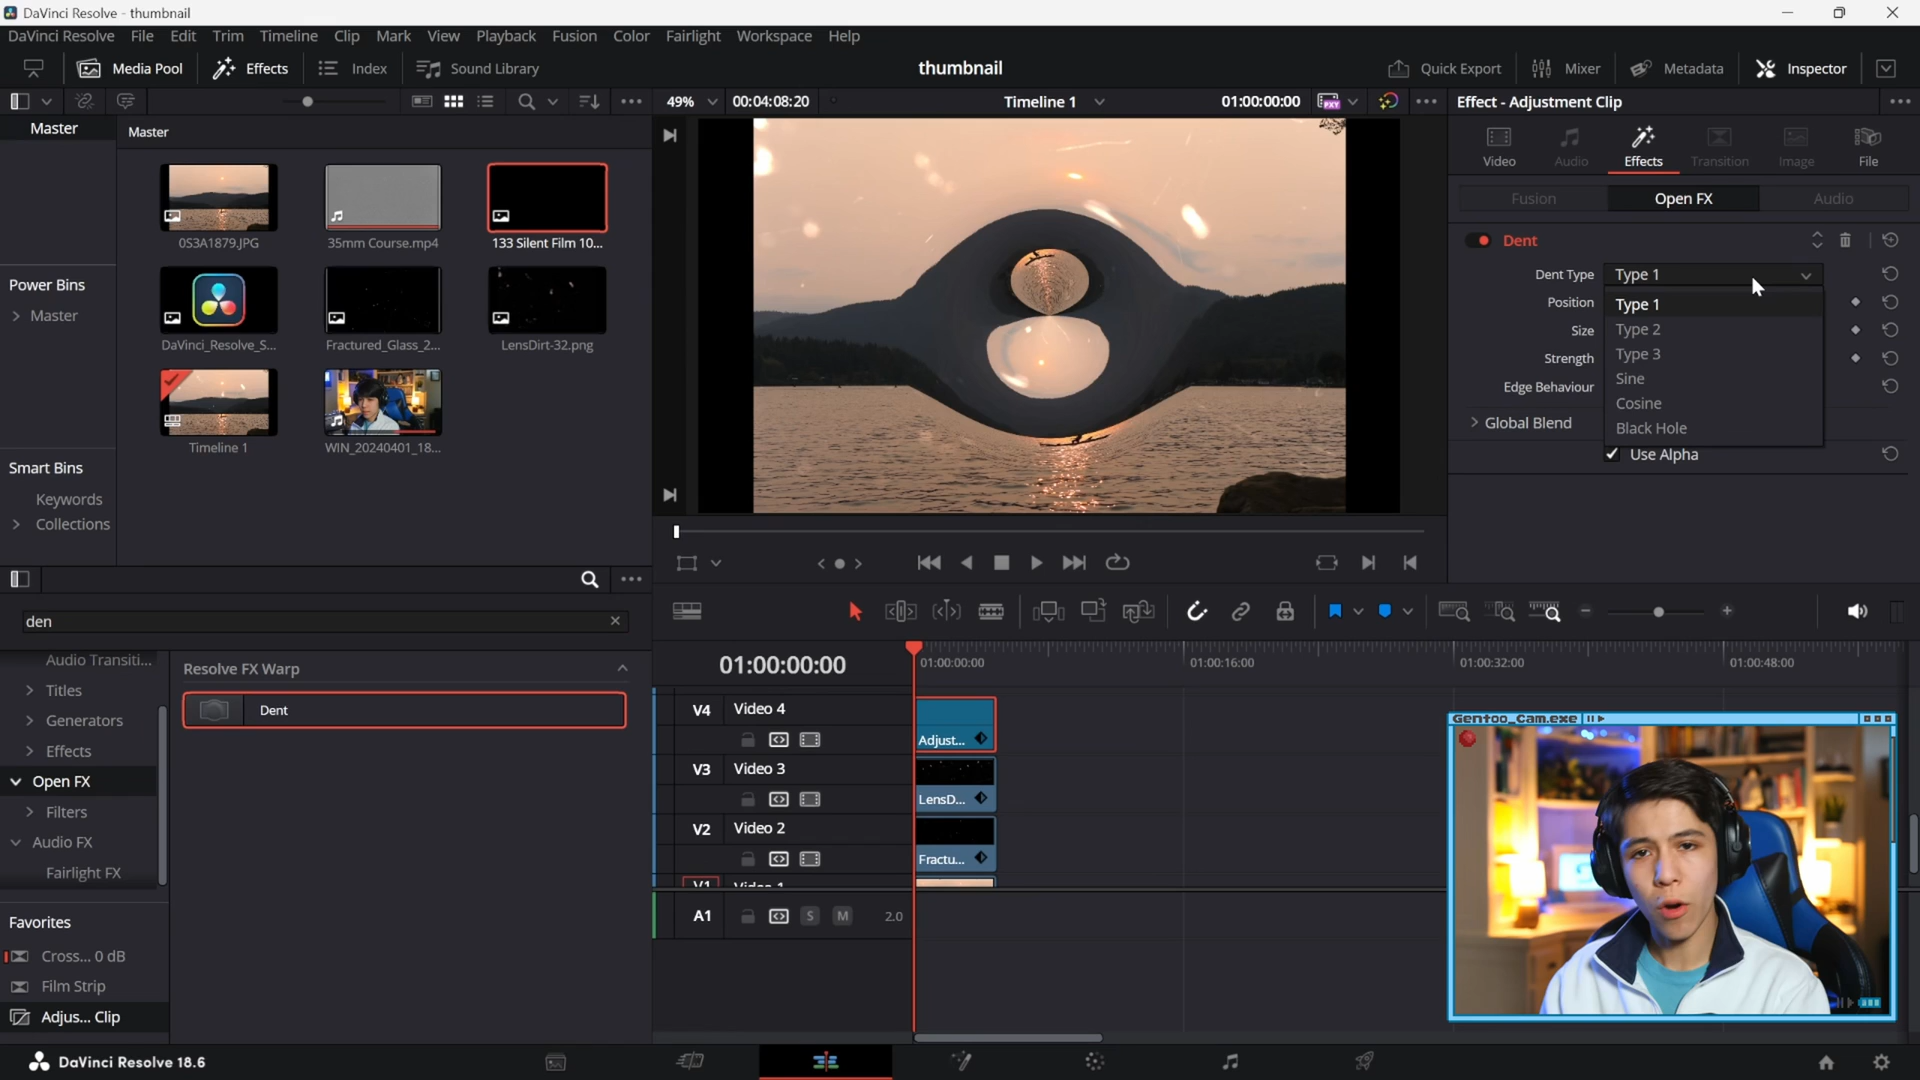 DaVinci Resolve - thumbnail
DaVinci Resolve File Edit Trim Timeline Clip Mark View Playback Fusion Color Fairlight Workspace Help
Media Pool Effects Index Sound Library thumbnail Quick Export Mixer Metadata Inspector
49% 00:04:08:20 Timeline 1 01:00:00:00 PXY Effect - Adjustment Clip
Master Master
Video Audio Effects Transition Image File
Fusion Open FX Audio
0S3A1879.JPG 35mm Course.mp4 133 Silent Film 10...
Dent
Dent Type Type 1
Power Bins
Master
Position Type 1
Size Type 2
DaVinci_Resolve_S... Fractured_Glass_2... LensDirt-32.png
Strength Type 3
Sine
Edge Behaviour
Cosine
Global Blend
Black Hole
Timeline 1 WIN_20240401_18...
Use Alpha
Smart Bins
Keywords
Collections
den
Audio Transiti...
Resolve FX Warp
01:00:00:00 01:00:00:00 01:00:16:00 01:00:32:00 01:00:48:00
Titles
Dent
Generators
Effects
Open FX
Filters
Audio FX
Fairlight FX
V4 Video 4
Adjust...
V3 Video 3
LensD...
V2 Video 2
Fractu...
V1 Video 1
A1 S M 2.0
Gentoo_Cam.exe
Favorites
Cross... 0 dB
Film Strip
Adjus... Clip
DaVinci Resolve 18.6